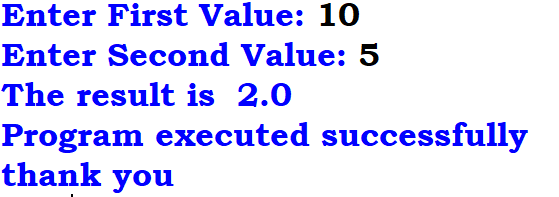 Enter First Value: 10
Enter Second Value: 5
The result is  2.0
Program executed successfully
thank you